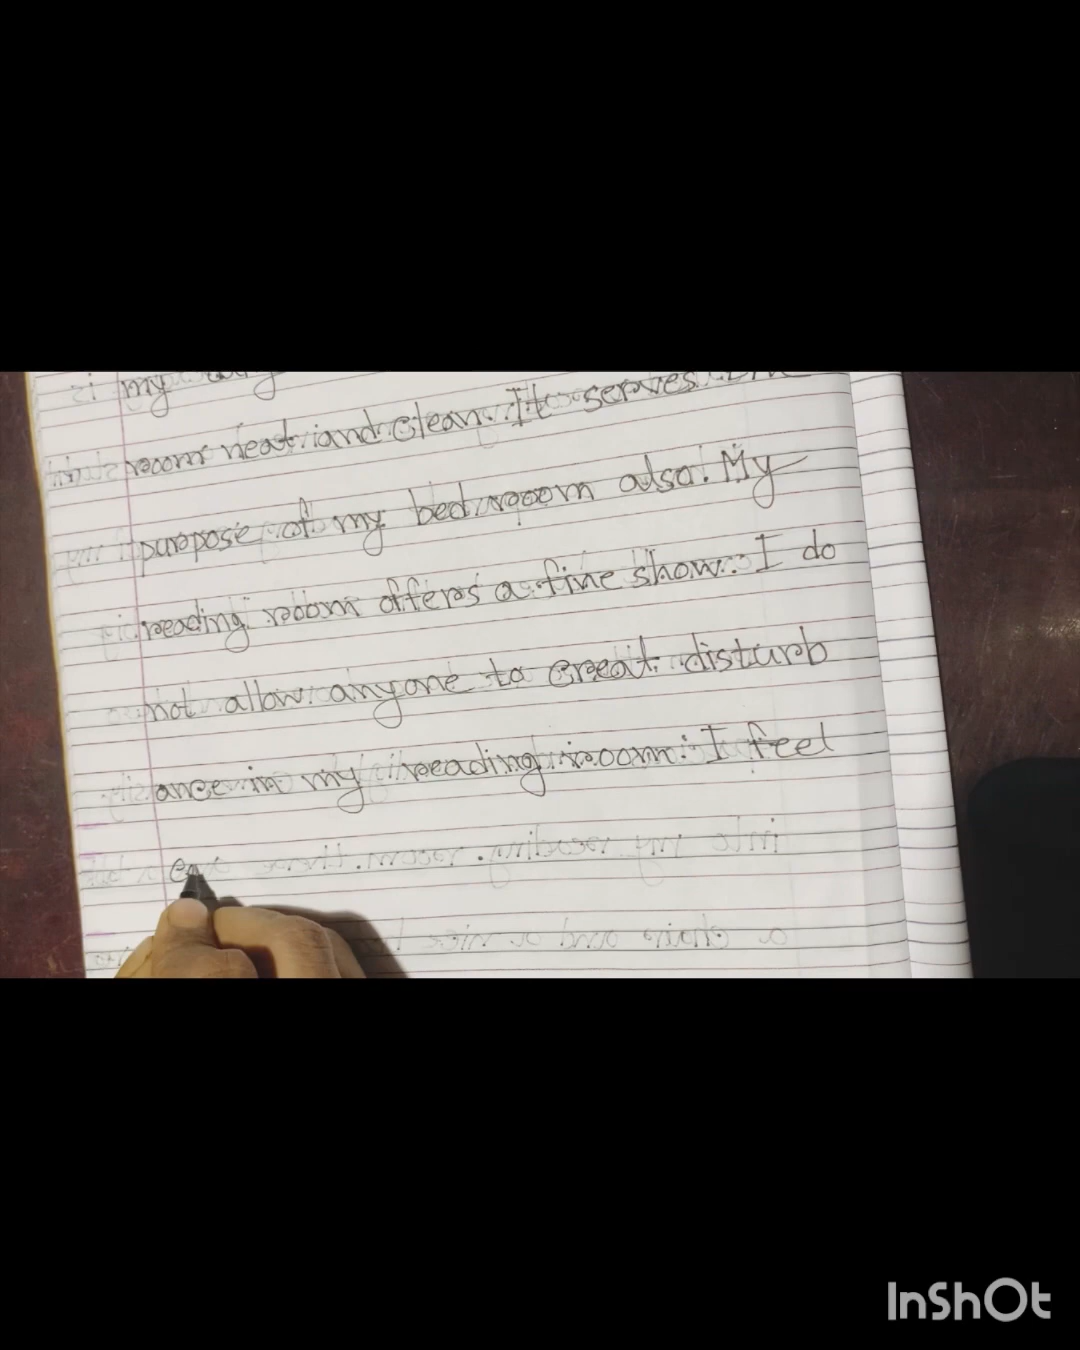 my
room neat and clean. It serves
purpose of my bed room also. My
reading room offers a fine show. I do
not allow anyone to creat disturb
ance in my reading room. I feel
InShOt